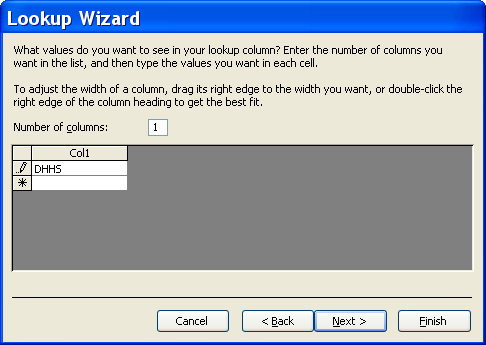 Lookup Wizard
What values do you want to see in your lookup column? Enter the number of columns you
want in the list, and then type the values you want in each cell.
To adjust the width of a column, drag its right edge to the width you want, or double-click the
right edge of the column heading to get the best fit.
Number of columns: 1
Col1
DHHS
Cancel < Back Next > Finish